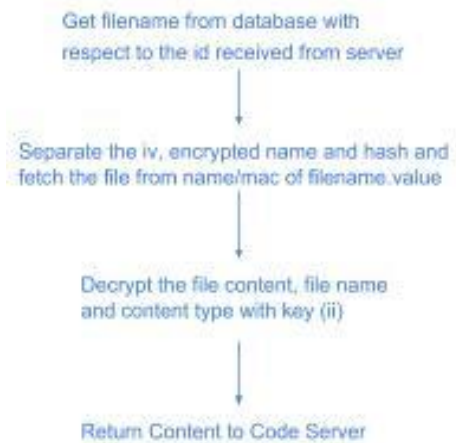 Get filename from database with
respect to the id received from server
Separate the iv, encrypted name and hash and
fetch the file from name/mac of filename.value
Decrypt the file content, file name
and content type with key (ii)
Return Content to Code Server